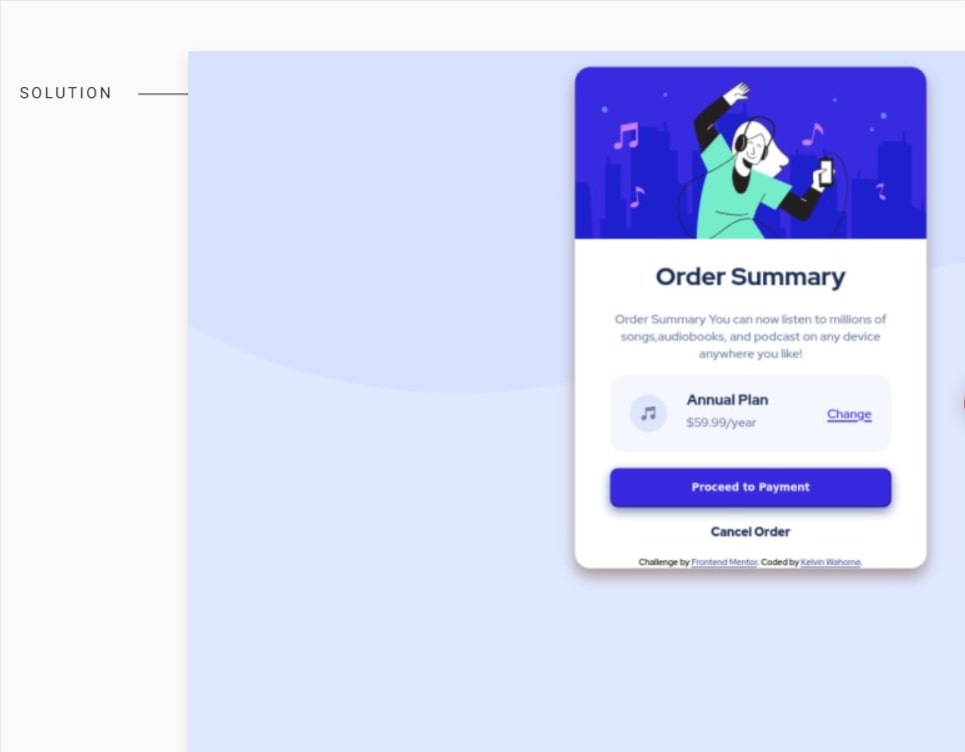 SOLUTION
Order Summary
Order Summary You can now listen to millions of
songs,audiobooks, and podcast on any device
anywhere you like!
Annual Plan
$59.99/year
Change
Proceed to Payment
Cancel Order
Challenge by Frontend Mentor. Coded by Kelvin Wahome.